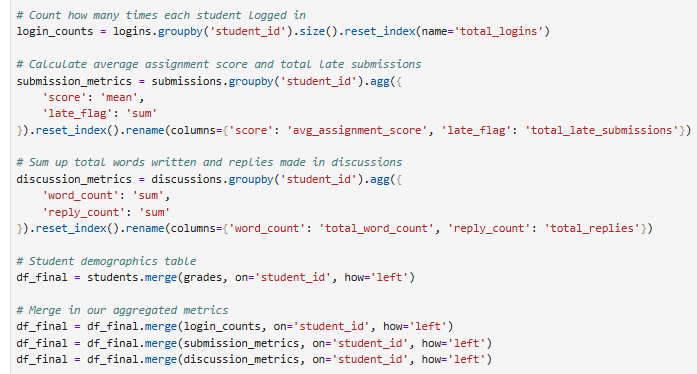 # Count how many times each student logged in
login_counts = logins.groupby('student_id').size().reset_index(name='total_logins')
# Calculate average assignment score and total late submissions
submission_metrics = submissions.groupby('student_id').agg({
    'score': 'mean',
    'late_flag': 'sum'
}).reset_index().rename(columns={'score': 'avg_assignment_score', 'late_flag': 'total_late_submissions'})
# Sum up total words written and replies made in discussions
discussion_metrics = discussions.groupby('student_id').agg({
    'word_count': 'sum',
    'reply_count': 'sum'
}).reset_index().rename(columns={'word_count': 'total_word_count', 'reply_count': 'total_replies'})
# Student demographics table
df_final = students.merge(grades, on='student_id', how='left')
# Merge in our aggregated metrics
df_final = df_final.merge(login_counts, on='student_id', how='left')
df_final = df_final.merge(submission_metrics, on='student_id', how='left')
df_final = df_final.merge(discussion_metrics, on='student_id', how='left')